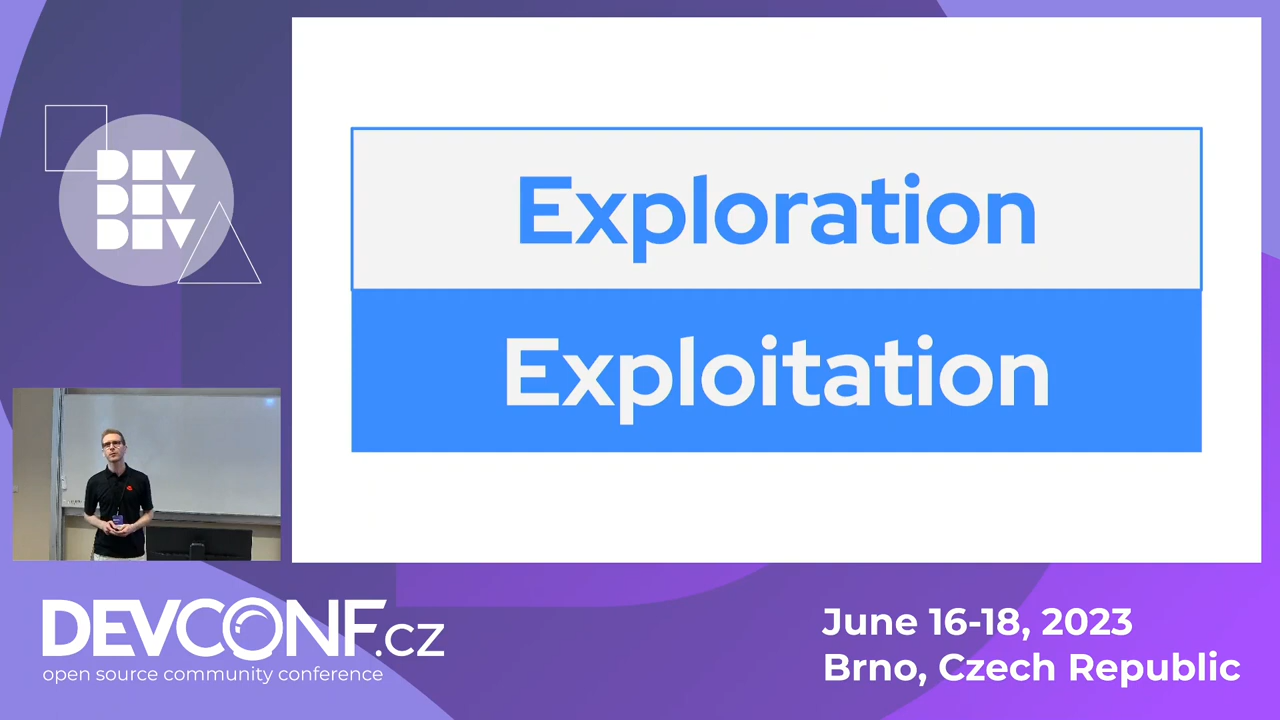 DEV
DEV
DEV
Exploration
Exploitation
DEVCONF.CZ
open source community conference
June 16-18, 2023
Brno, Czech Republic